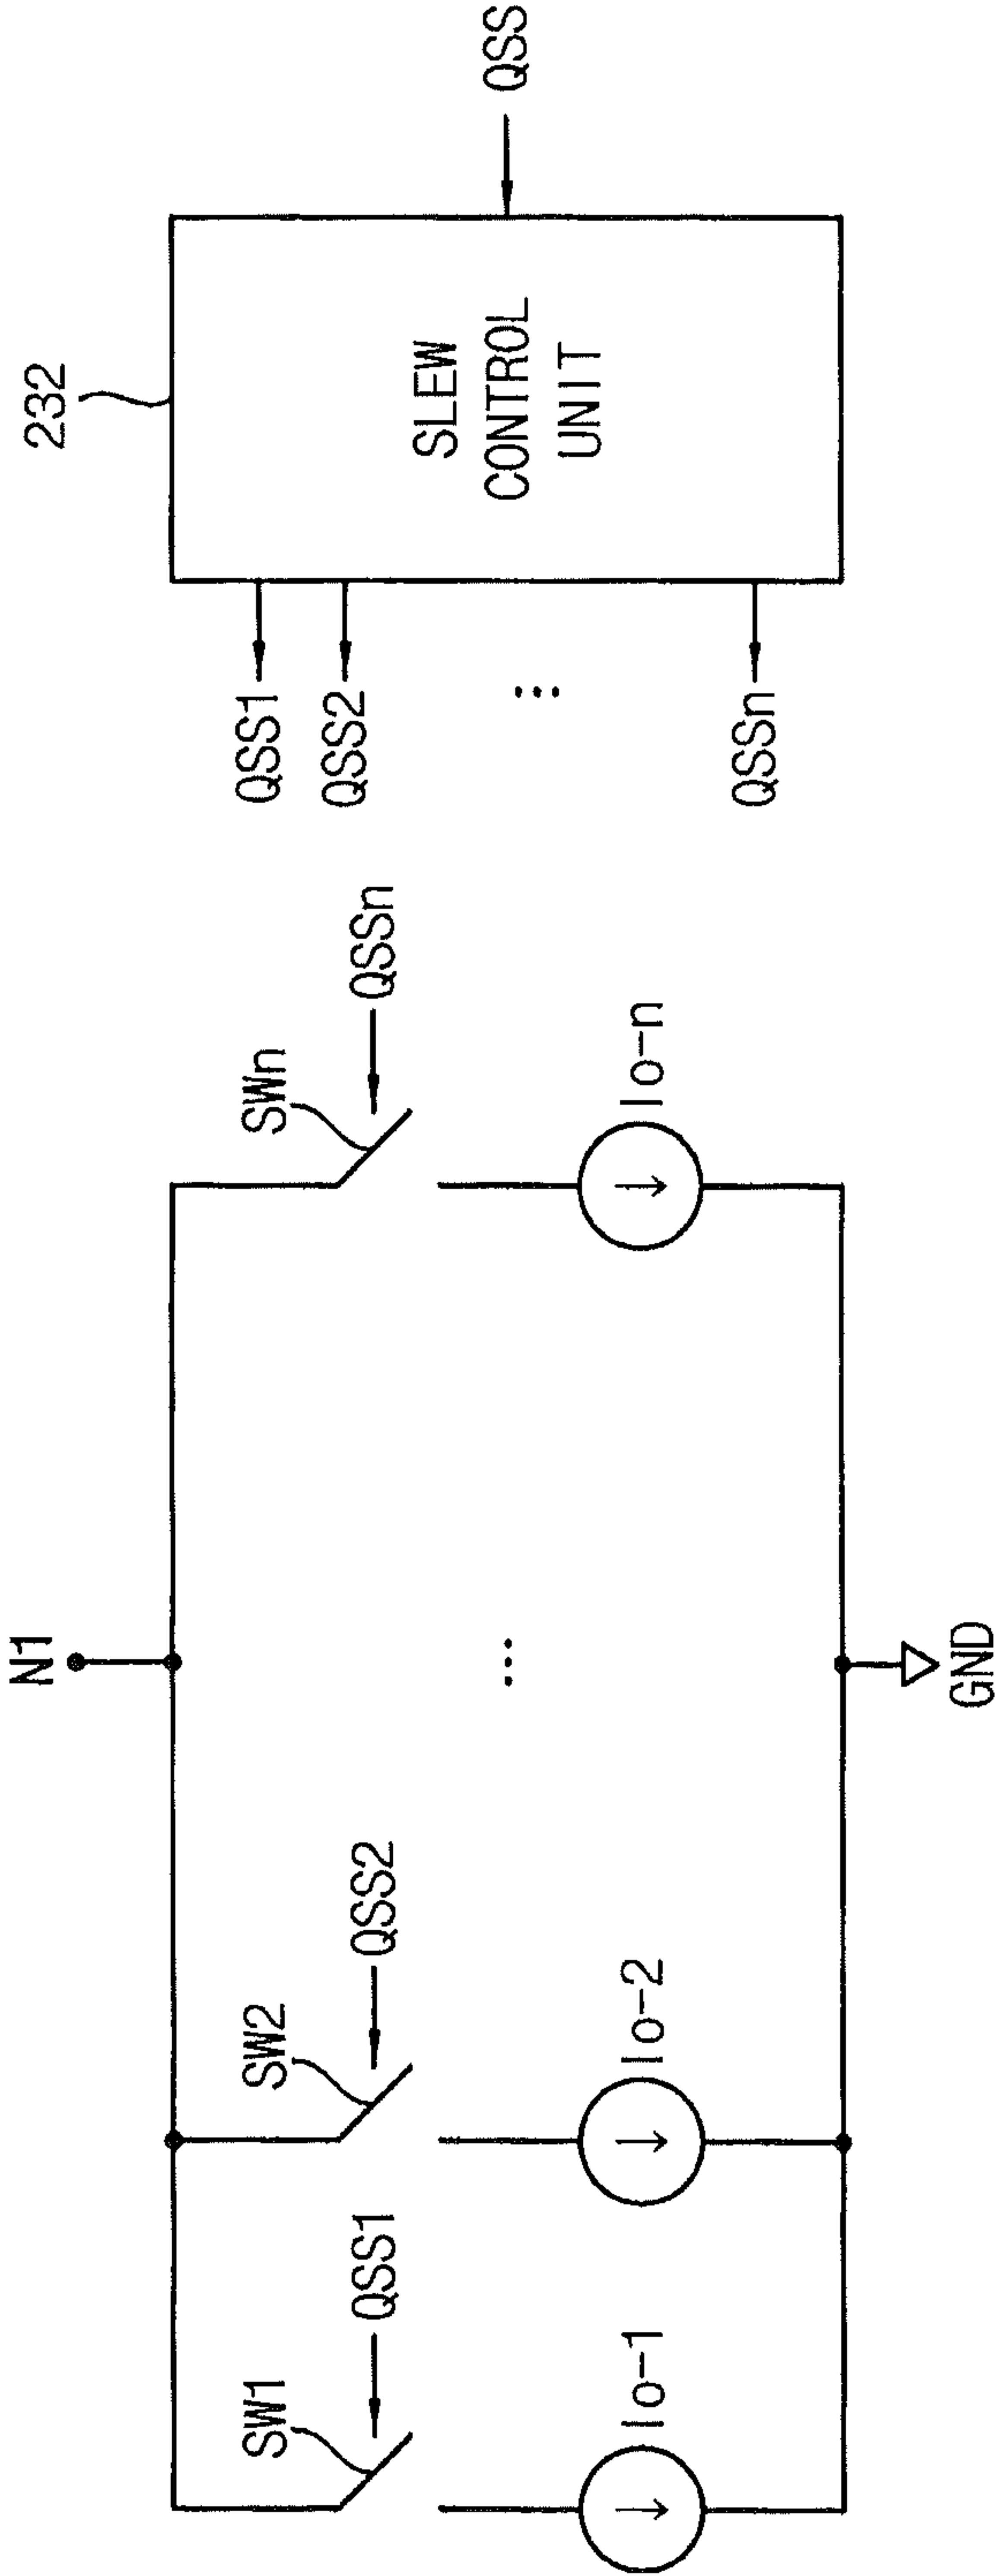 N1
232
SW1
QSS1
SW2
QSS2
SWn
QSSn
QSS1
QSS2
⋮
QSSn
SLEW
CONTROL
UNIT
QSS
...
Io-1
Io-2
Io-n
GND